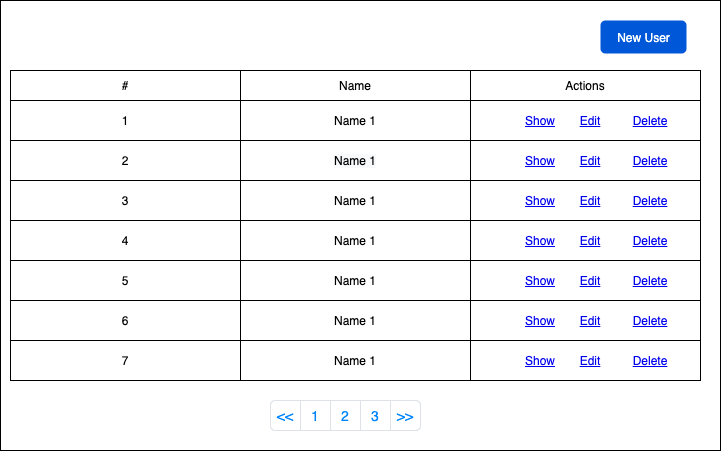 New User
# Name Actions
1 Name 1 Show Edit Delete
2 Name 1 Show Edit Delete
3 Name 1 Show Edit Delete
4 Name 1 Show Edit Delete
5 Name 1 Show Edit Delete
6 Name 1 Show Edit Delete
7 Name 1 Show Edit Delete
<< 1 2 3 >>